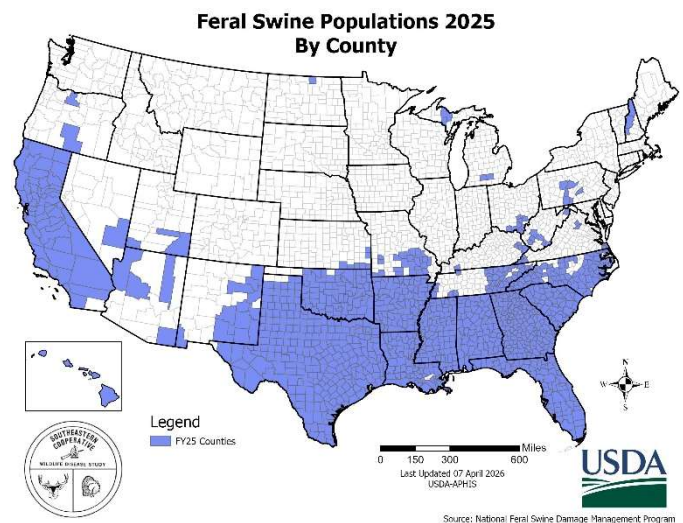 Feral Swine Populations 2025
By County
N
W
E
S
Legend
FY25 Counties
SOUTHEASTERN
COOPERATIVE
WILDLIFE DISEASE STUDY
Miles
0 150 300 600
Last Updated 07 April 2026
USDA-APHIS
USDA
Source: National Feral Swine Damage Management Program